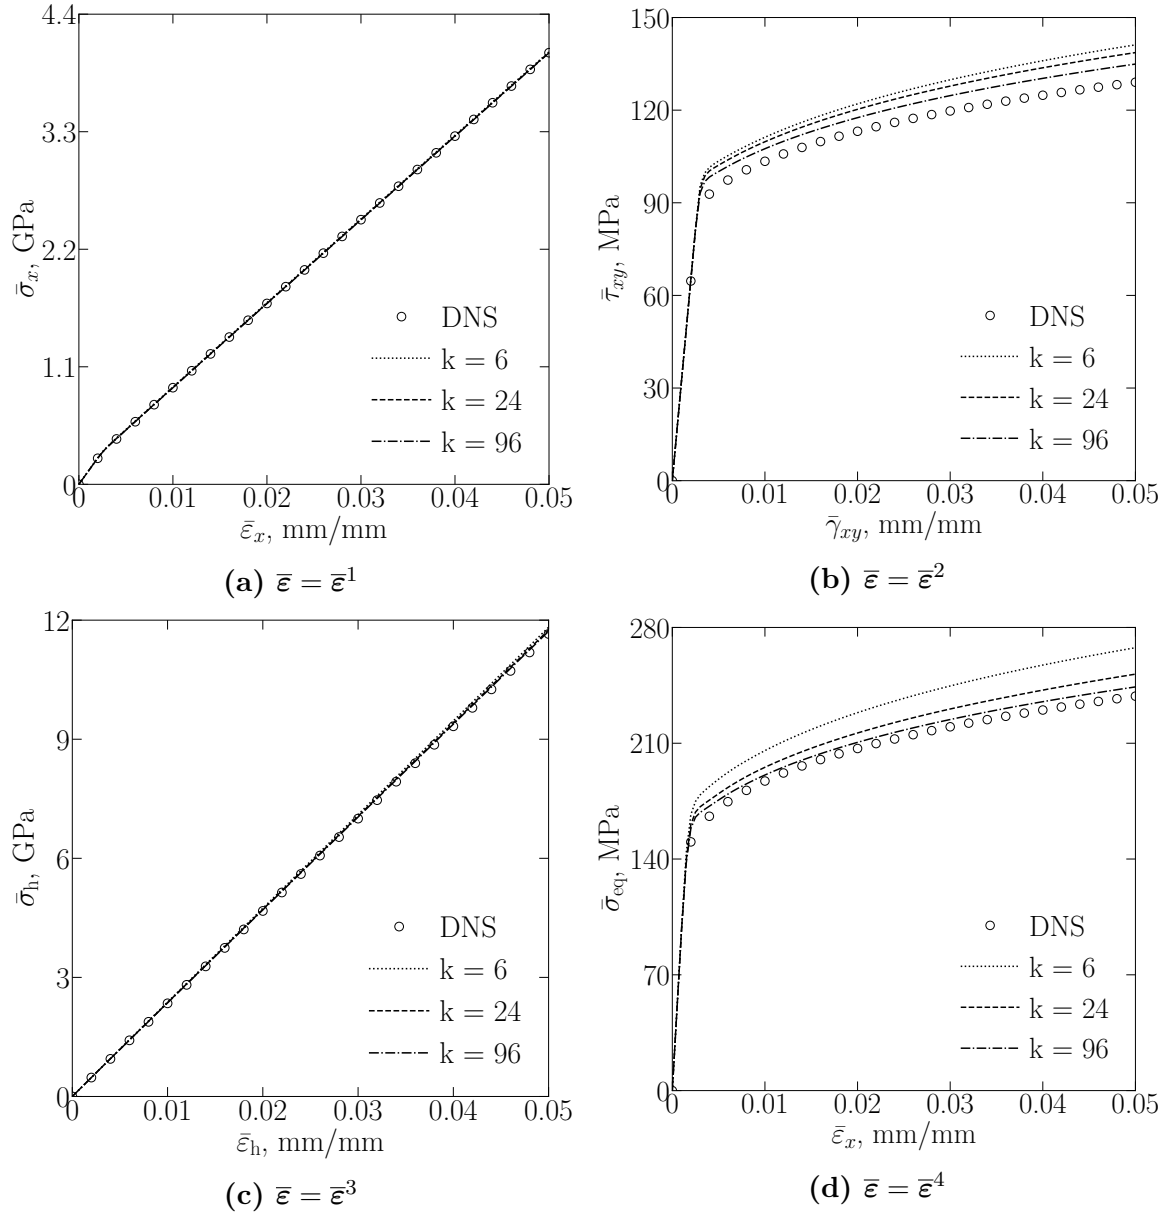 4.4
3.3
2.2
1.1
0
σ̄x, GPa
DNS
k = 6
k = 24
k = 96
0 0.01 0.02 0.03 0.04 0.05
ε̄x, mm/mm
(a) ε̄ = ε̄¹
150
120
90
60
30
0
τ̄xy, MPa
DNS
k = 6
k = 24
k = 96
0 0.01 0.02 0.03 0.04 0.05
γ̄xy, mm/mm
(b) ε̄ = ε̄²
12
9
6
3
0
σ̄h, GPa
DNS
k = 6
k = 24
k = 96
0 0.01 0.02 0.03 0.04 0.05
ε̄h, mm/mm
(c) ε̄ = ε̄³
280
210
140
70
0
σ̄eq, MPa
DNS
k = 6
k = 24
k = 96
0 0.01 0.02 0.03 0.04 0.05
ε̄x, mm/mm
(d) ε̄ = ε̄⁴